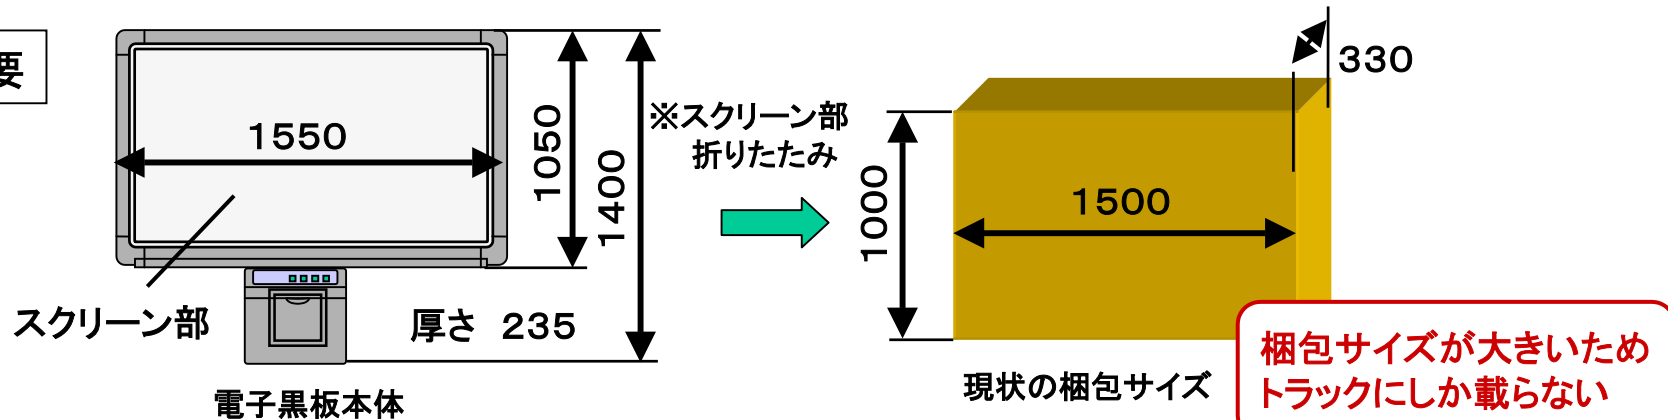 要
1550
1050
1400
スクリーン部
厚さ 235
電子黒板本体
※スクリーン部
折りたたみ
330
1000
1500
現状の梱包サイズ
梱包サイズが大きいため
トラックにしか載らない